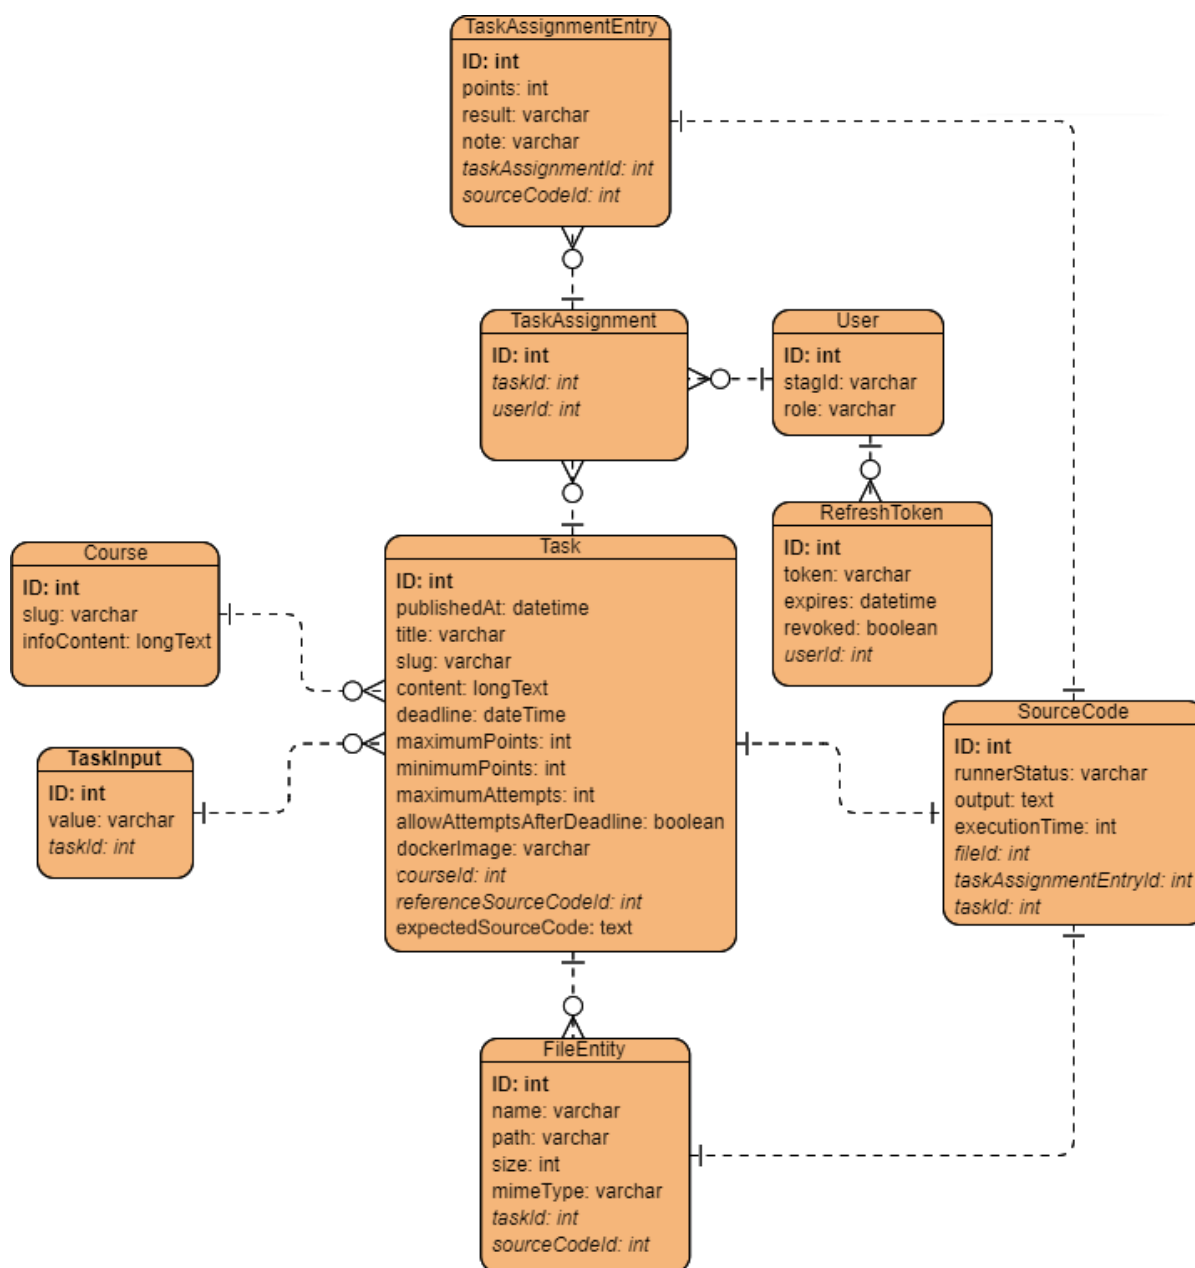 TaskAssignmentEntry
ID: int
points: int
result: varchar
note: varchar
taskAssignmentId: int
sourceCodeId: int
TaskAssignment
ID: int
taskId: int
userId: int
User
ID: int
stagId: varchar
role: varchar
RefreshToken
ID: int
token: varchar
expires: datetime
revoked: boolean
userId: int
Course
ID: int
slug: varchar
infoContent: longText
Task
ID: int
publishedAt: datetime
title: varchar
slug: varchar
content: longText
deadline: dateTime
maximumPoints: int
minimumPoints: int
maximumAttempts: int
allowAttemptsAfterDeadline: boolean
dockerImage: varchar
courseId: int
referenceSourceCodeId: int
expectedSourceCode: text
TaskInput
ID: int
value: varchar
taskId: int
SourceCode
ID: int
runnerStatus: varchar
output: text
executionTime: int
fileId: int
taskAssignmentEntryId: int
taskId: int
FileEntity
ID: int
name: varchar
path: varchar
size: int
mimeType: varchar
taskId: int
sourceCodeId: int